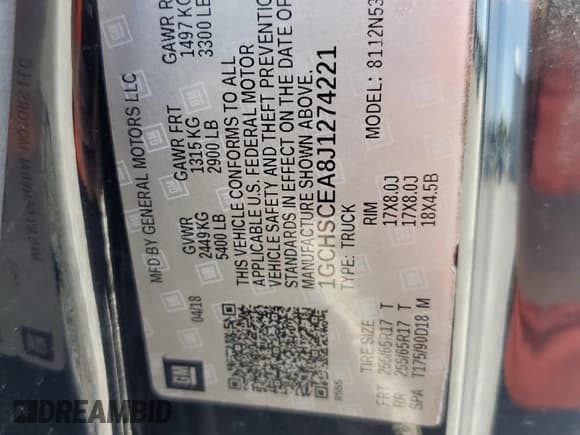 GM
04/18
MFD BY GENERAL MOTORS LLC
GVWR GAWR FRT GAWR R
2449 KG 1315 KG 1497 KG
5400 LB 2900 LB 3300 LB
THIS VEHICLE CONFORMS TO ALL
APPLICABLE U.S. FEDERAL MOTOR
VEHICLE SAFETY AND THEFT PREVENTION
STANDARDS IN EFFECT ON THE DATE OF
MANUFACTURE SHOWN ABOVE.
1GCHSCEA8J1274221
TYPE: TRUCK MODEL: 8112N53
TIRE SIZE RIM
FRT 255/65R17 T 17X8.0J
RR 255/65R17 T 17X8.0J
SPA T175/90D18 M 18X4.5B
DREAMBID